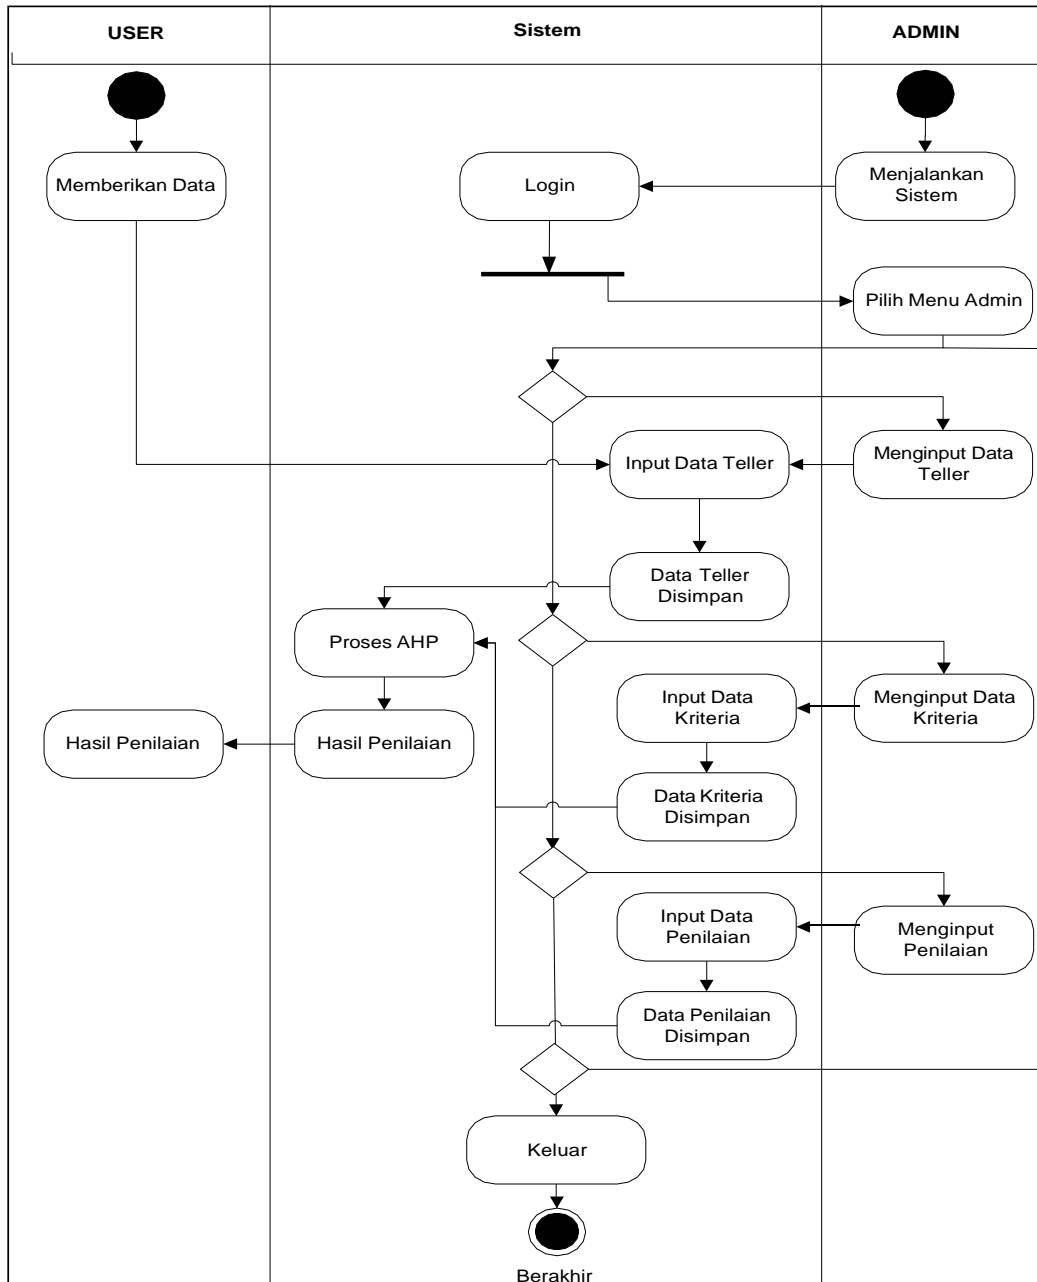 USER
Sistem
ADMIN
Memberikan Data
Login
Menjalankan
Sistem
Pilih Menu Admin
Input Data Teller
Menginput Data
Teller
Data Teller
Disimpan
Proses AHP
Input Data
Kriteria
Menginput Data
Kriteria
Hasil Penilaian
Hasil Penilaian
Data Kriteria
Disimpan
Input Data
Penilaian
Menginput
Penilaian
Data Penilaian
Disimpan
Keluar
Berakhir